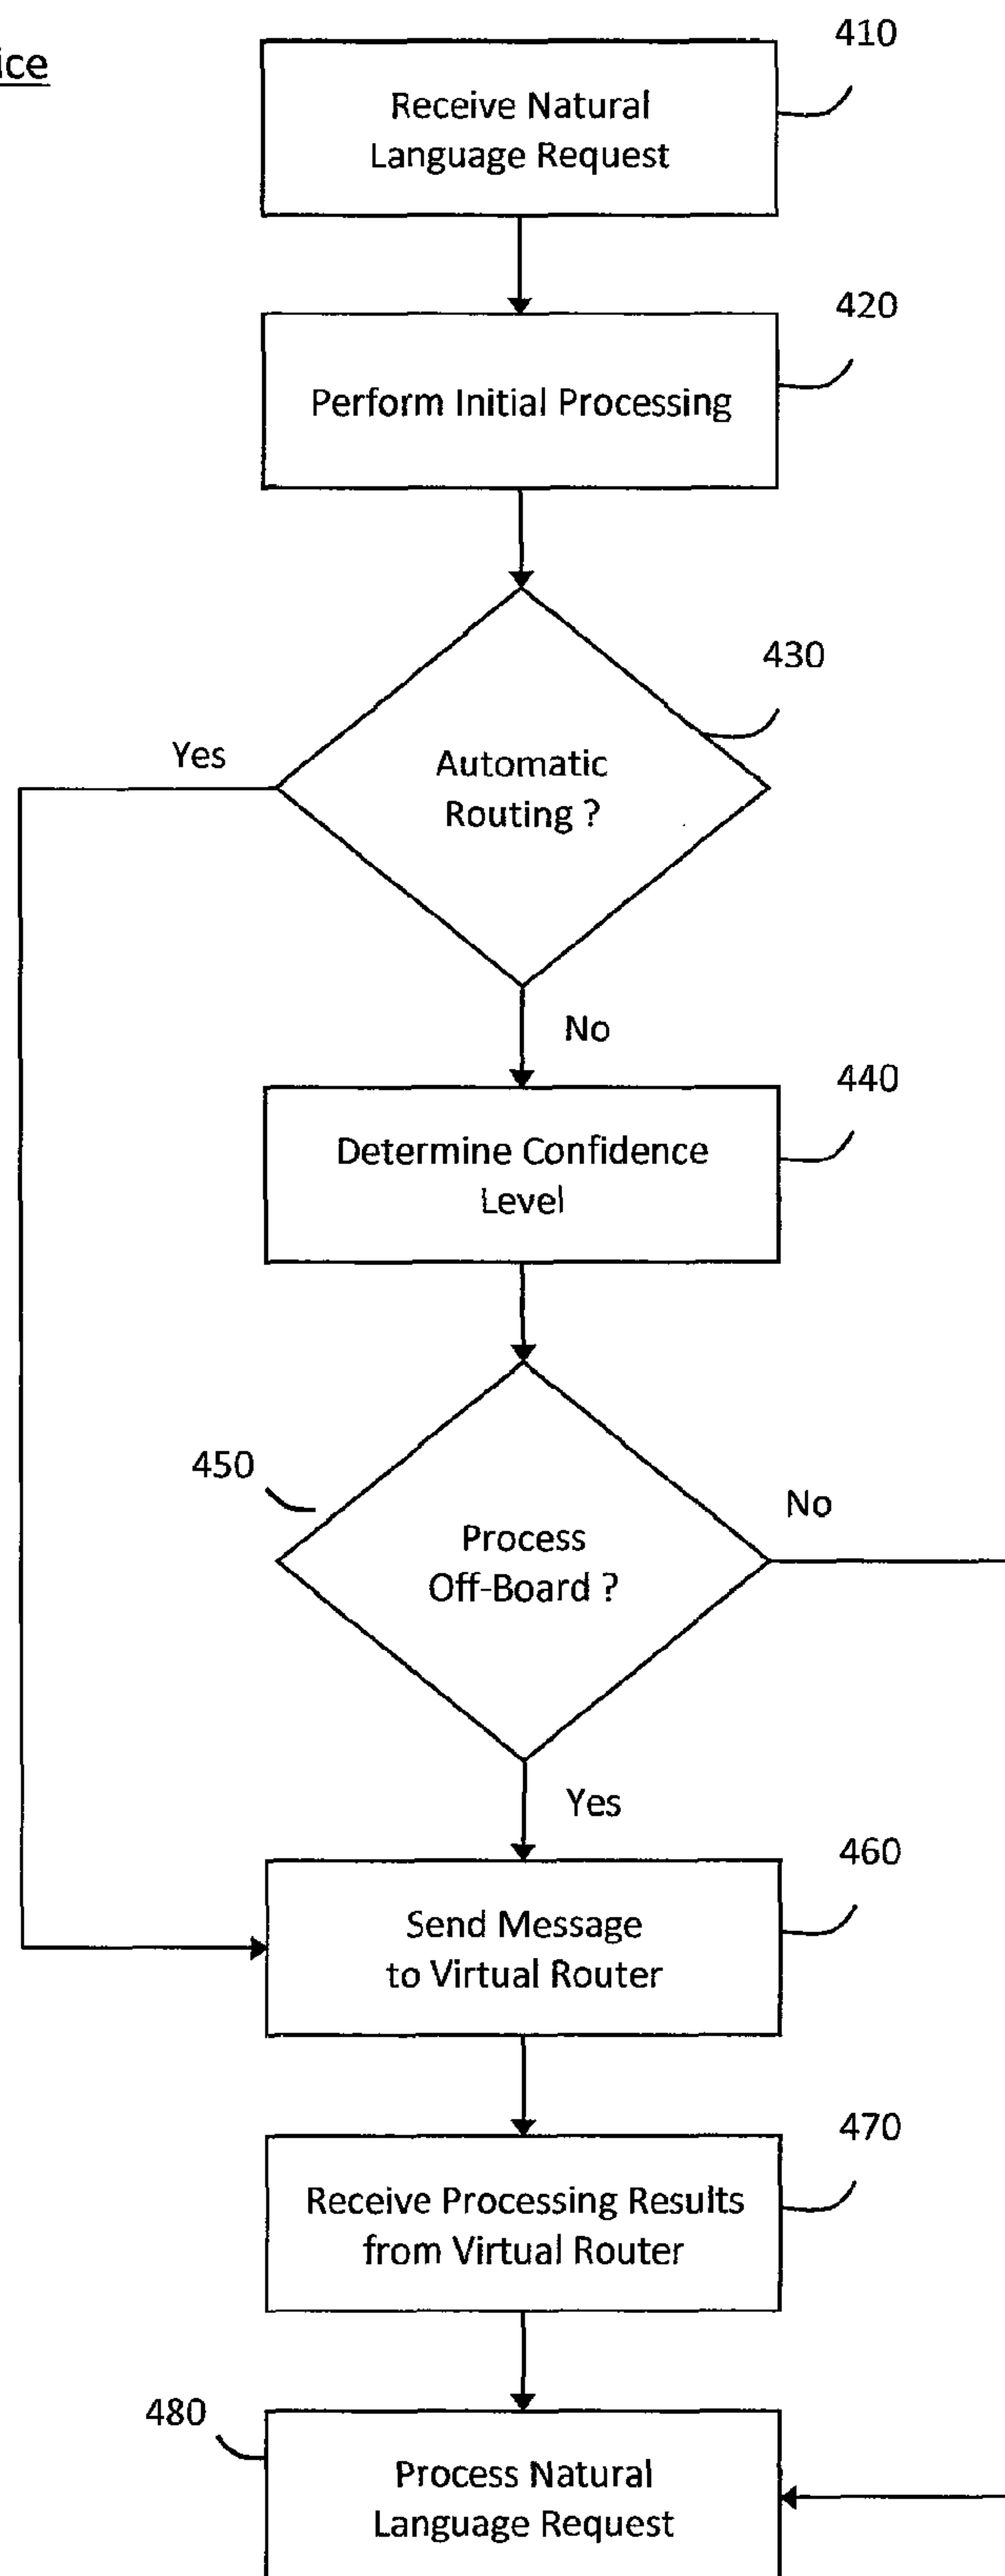 410
Receive Natural
Language Request
420
Perform Initial Processing
430
Yes
Automatic
Routing ?
No
440
Determine Confidence
Level
450
No
Process
Off-Board ?
Yes
460
Send Message
to Virtual Router
470
Receive Processing Results
from Virtual Router
480
Process Natural
Language Request